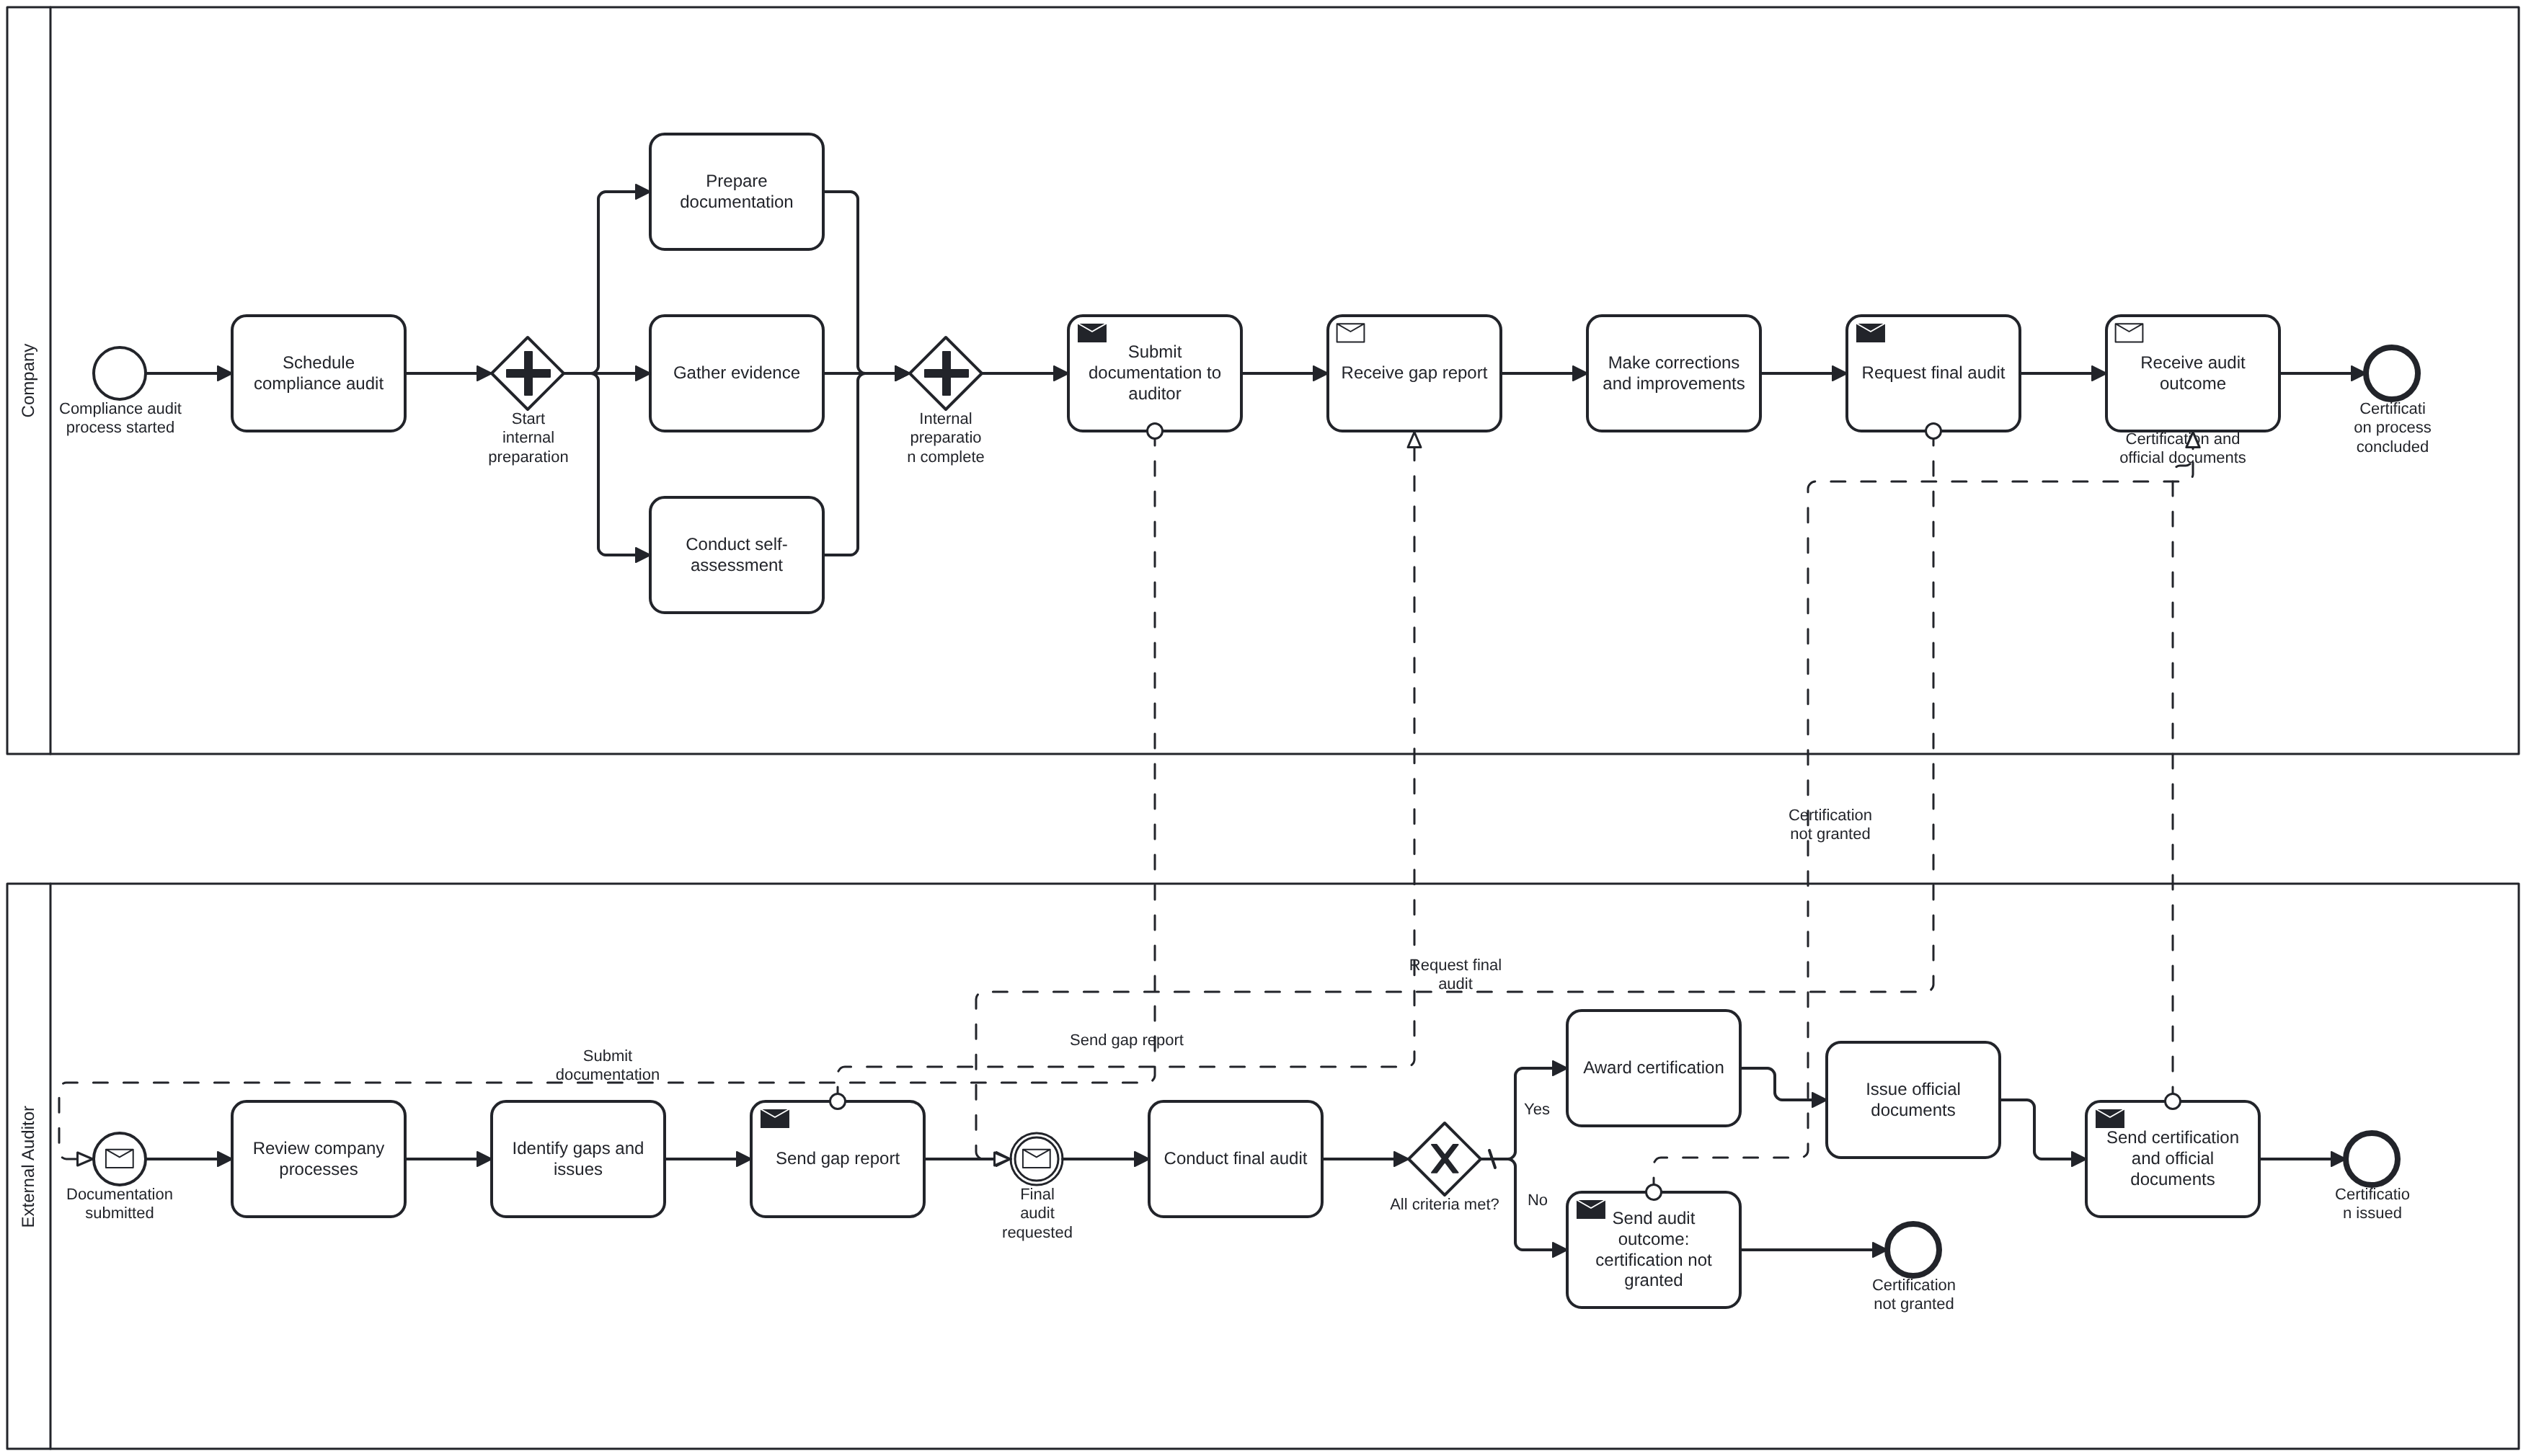 Company
Prepare
documentation
Schedule
compliance audit
Gather evidence
Submit
documentation to
auditor
Receive gap report
Make corrections
and improvements
Request final audit
Receive audit
outcome
Compliance audit
process started
Start
internal
preparation
Internal
preparatio
n complete
Certificati
on process
concluded
Certification and
official documents
Conduct self-
assessment
Certification
not granted
External Auditor
Request final
audit
Send gap report
Submit
documentation
Award certification
Issue official
documents
Yes
Review company
processes
Identify gaps and
issues
Send gap report
Conduct final audit
Send certification
and official
documents
Documentation
submitted
Final
audit
requested
All criteria met?
No
Certificatio
n issued
Send audit
outcome:
certification not
granted
Certification
not granted